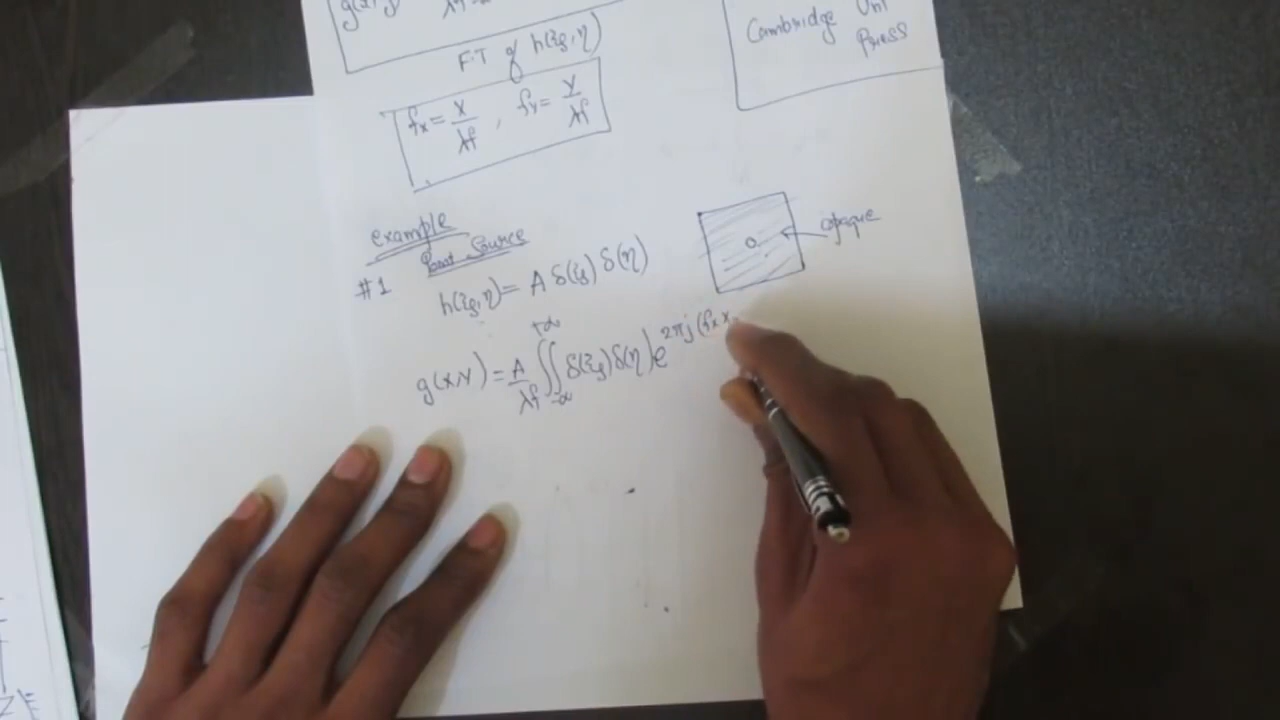 g(x,y)
F.T of h(ξ,η)
fx = x/λf , fy = y/λf
Cambridge Uni
Press
example
Point Source
#1
h(ξ,η) = A δ(ξ) δ(η)
opaque
g(x,y) = A/λf ∬ δ(ξ) δ(η) e^2πj(fx x
+∞
-∞